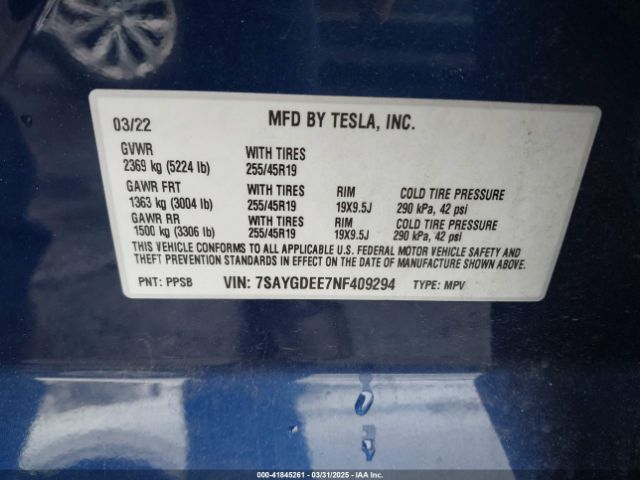 03/22 MFD BY TESLA, INC.
GVWR WITH TIRES
2369 kg (5224 lb) 255/45R19
GAWR FRT WITH TIRES RIM COLD TIRE PRESSURE
1363 kg (3004 lb) 255/45R19 19X9.5J 290 kPa, 42 psi
GAWR RR WITH TIRES RIM COLD TIRE PRESSURE
1500 kg (3306 lb) 255/45R19 19X9.5J 290 kPa, 42 psi
THIS VEHICLE CONFORMS TO ALL APPLICABLE U.S. FEDERAL MOTOR VEHICLE SAFETY AND
THEFT PREVENTION STANDARDS IN EFFECT ON THE DATE OF MANUFACTURE SHOWN ABOVE.
PNT: PPSB VIN: 7SAYGDEE7NF409294 TYPE: MPV
000-41845261 - 03/31/2025 - IAA, Inc.